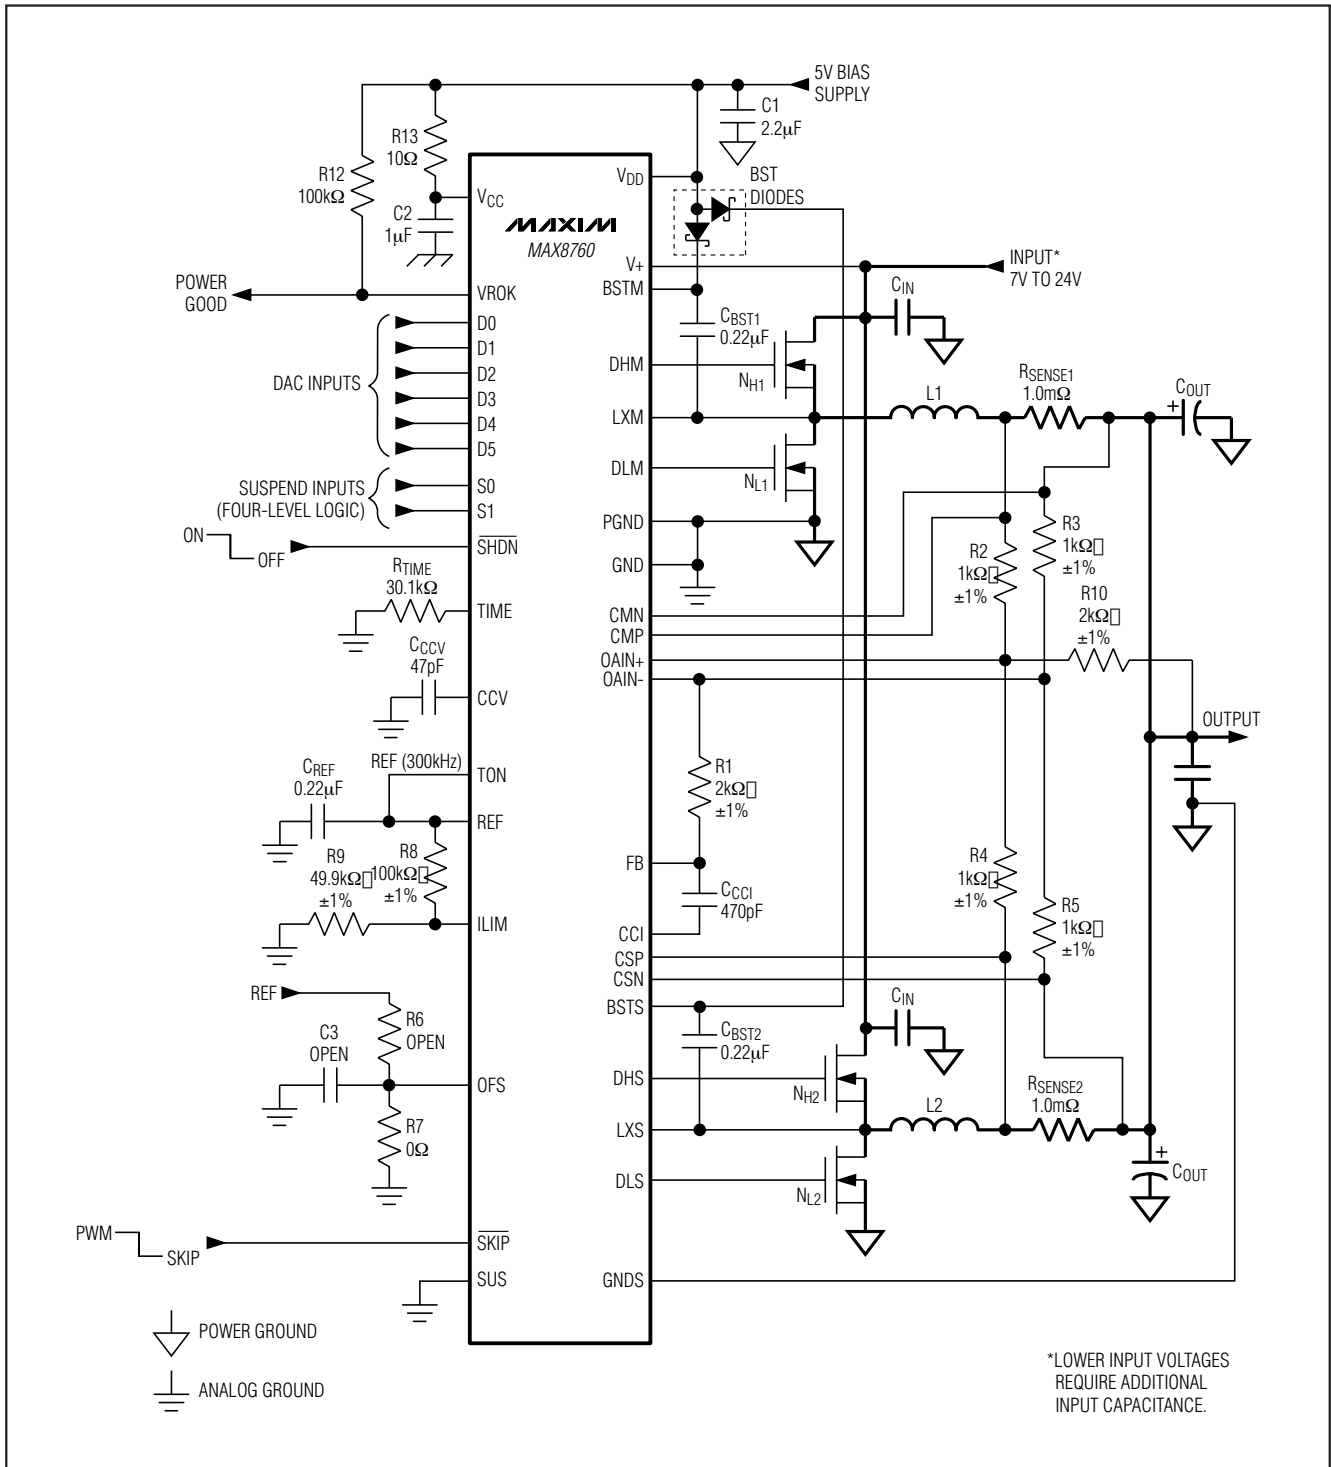 5V BIAS
SUPPLY
C1
2.2µF
R13
10Ω
R12
100kΩ
VDD
BST
DIODES
VCC
C2
1µF
MAXIM
MAX8760
V+
INPUT*
7V TO 24V
POWER
GOOD
VROK
BSTM
CIN
CBST1
0.22µF
D0
D1
D2
D3
D4
D5
DAC INPUTS
DHM
NH1
RSENSE1
1.0mΩ
COUT
+
L1
LXM
DLM
NL1
SUSPEND INPUTS
(FOUR-LEVEL LOGIC)
S0
S1
PGND
R3
1kΩ
±1%
ON
OFF
SHDN
GND
R2
1kΩ
±1%
RTIME
30.1kΩ
TIME
R10
2kΩ
±1%
CMN
CMP
OAIN+
OAIN-
CCCV
47pF
CCV
OUTPUT
REF (300kHz)
TON
CREF
0.22µF
REF
R1
2kΩ
±1%
R9
49.9kΩ
±1%
R8
100kΩ
±1%
ILIM
FB
CCCI
470pF
CCI
R4
1kΩ
±1%
R5
1kΩ
±1%
CSP
CSN
REF
R6
OPEN
C3
OPEN
OFS
R7
0Ω
BSTS
CBST2
0.22µF
CIN
DHS
NH2
LXS
L2
RSENSE2
1.0mΩ
DLS
NL2
+
COUT
PWM
SKIP
SKIP
SUS
GNDS
POWER GROUND
ANALOG GROUND
*LOWER INPUT VOLTAGES
REQUIRE ADDITIONAL
INPUT CAPACITANCE.